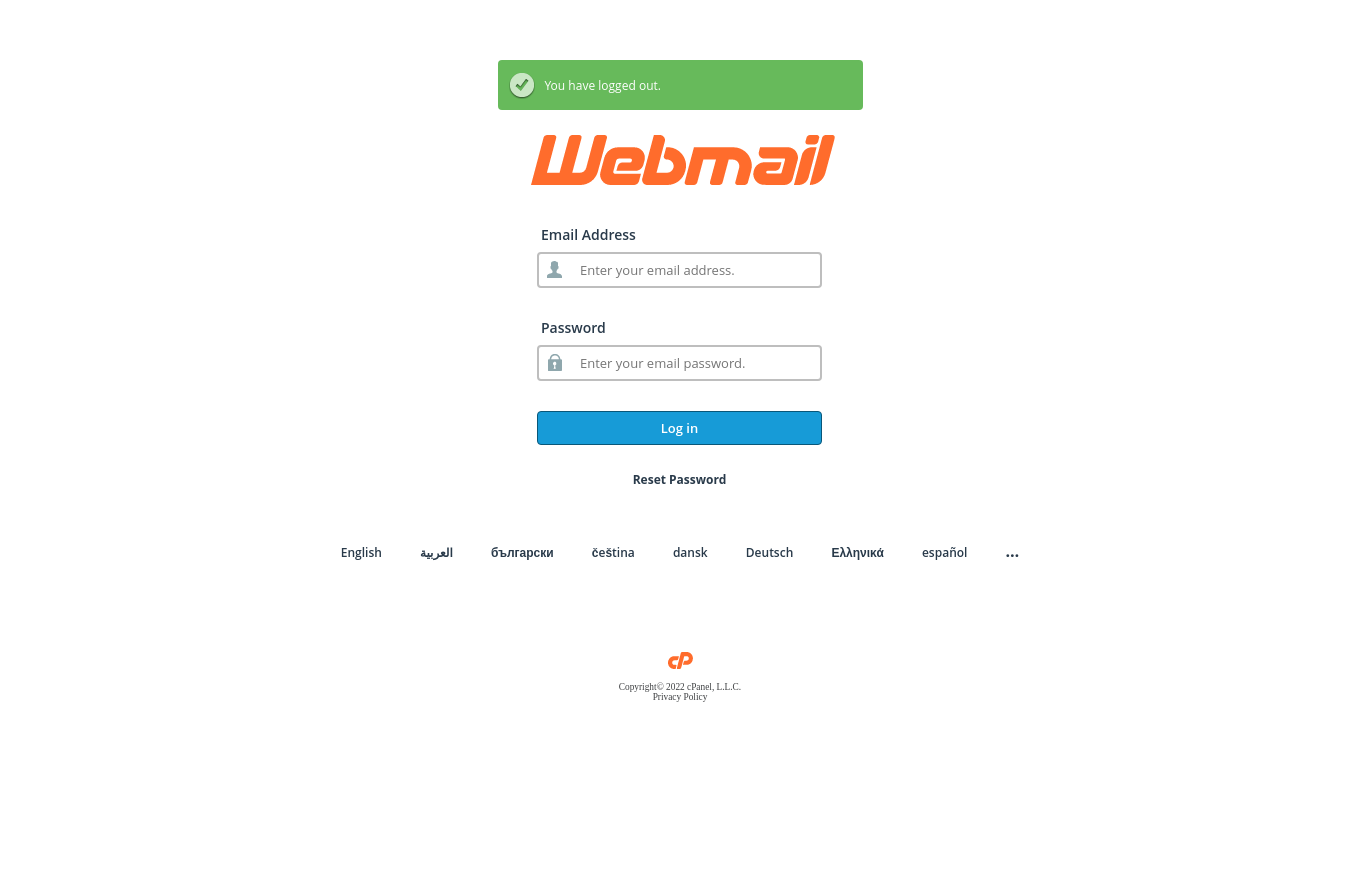 You have logged out.
Webmail
Email Address
Enter your email address.
Password
Enter your email password.
Log in
Reset Password
English العربية български čeština dansk Deutsch Ελληνικά español ...
cP
Copyright© 2022 cPanel, L.L.C.
Privacy Policy